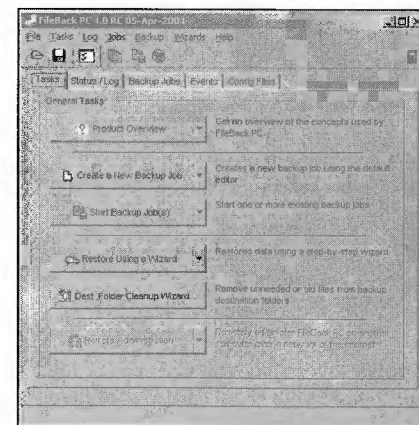 FileBack PC 4.0 RC 05-Apr-2004
File Tasks Log Jobs Backup Wizards Help
Tasks Status / Log Backup Jobs Events Config Files
General Tasks
Product Overview
Get an overview of the concepts used by FileBack PC
Create a New Backup Job
Creates a new backup job using the default editor
Start Backup Job(s)
Start one or more existing backup jobs
Restore Using a Wizard
Restores data using a step-by-step wizard
Dest. Folder Cleanup Wizard...
Remove unneeded or old files from backup destination folders
Remote Administration